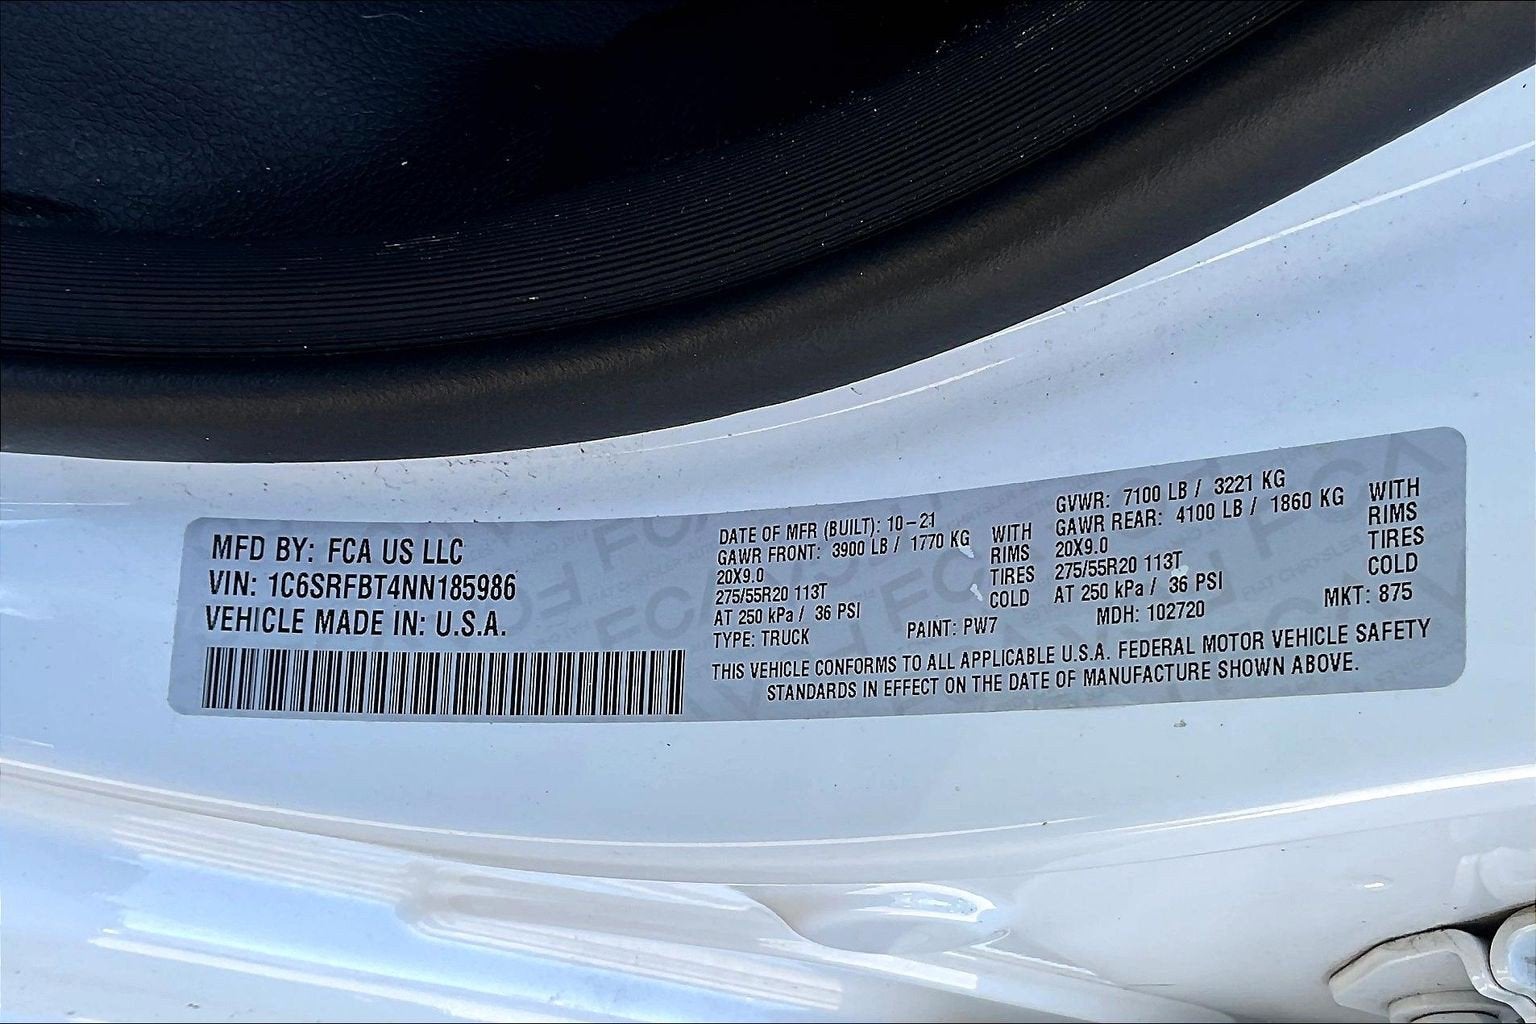 MFD BY: FCA US LLC
VIN: 1C6SRFBT4NN185986
VEHICLE MADE IN: U.S.A.
DATE OF MFR (BUILT): 10-21
GAWR FRONT: 3900 LB / 1770 KG
20X9.0
275/55R20 113T
AT 250 kPa / 36 PSI
TYPE: TRUCK
WITH
RIMS
TIRES
COLD
PAINT: PW7
GVWR: 7100 LB / 3221 KG
GAWR REAR: 4100 LB / 1860 KG
20X9.0
275/55R20 113T
AT 250 kPa / 36 PSI
MDH: 102720
WITH
RIMS
TIRES
COLD
MKT: 875
THIS VEHICLE CONFORMS TO ALL APPLICABLE U.S.A. FEDERAL MOTOR VEHICLE SAFETY
STANDARDS IN EFFECT ON THE DATE OF MANUFACTURE SHOWN ABOVE.